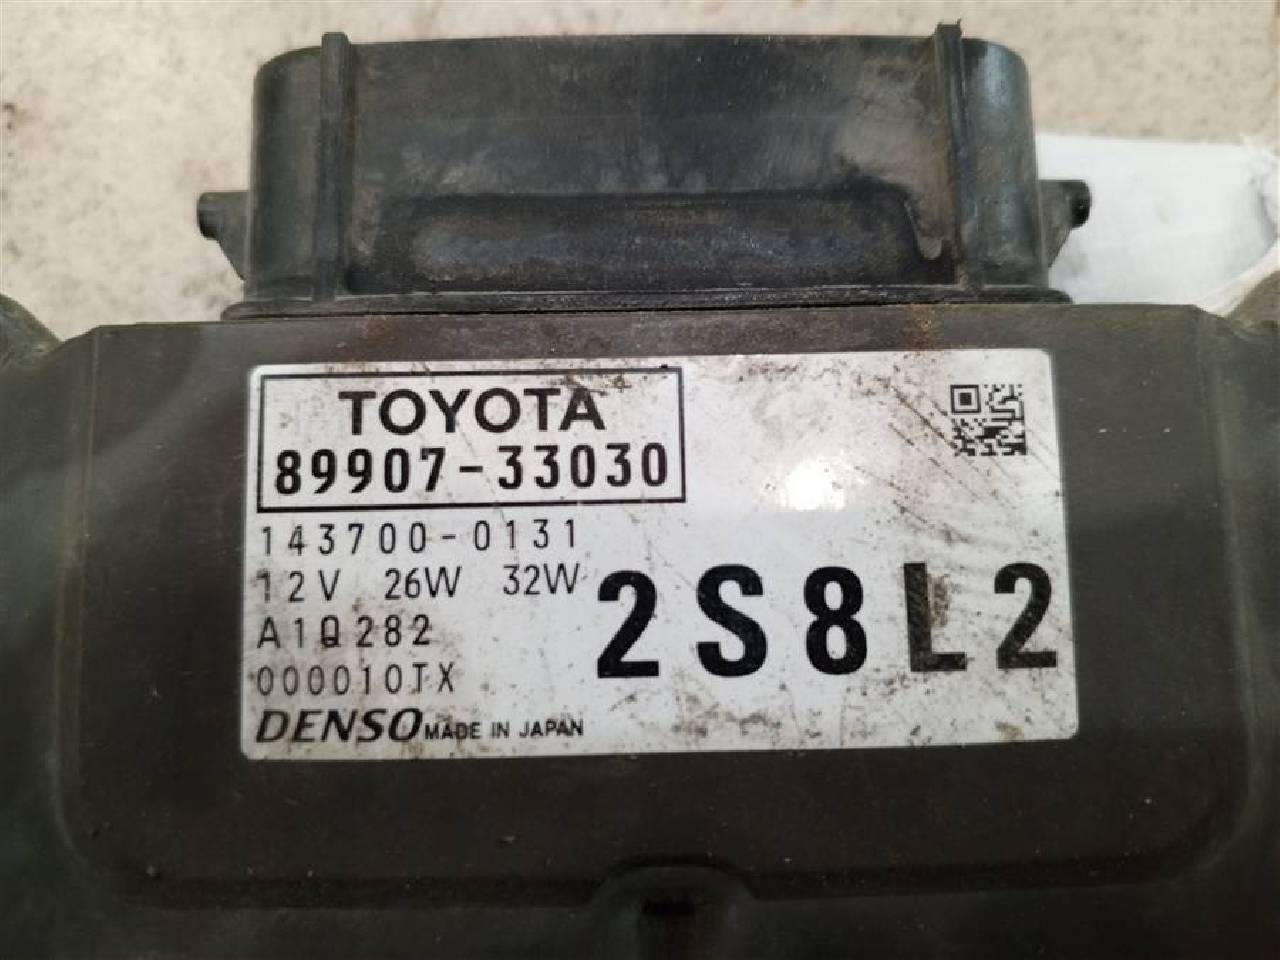 TOYOTA
89907-33030
143700-0131
12V 26W 32W
A1Q282
000010TX
2S8L2
DENSO MADE IN JAPAN